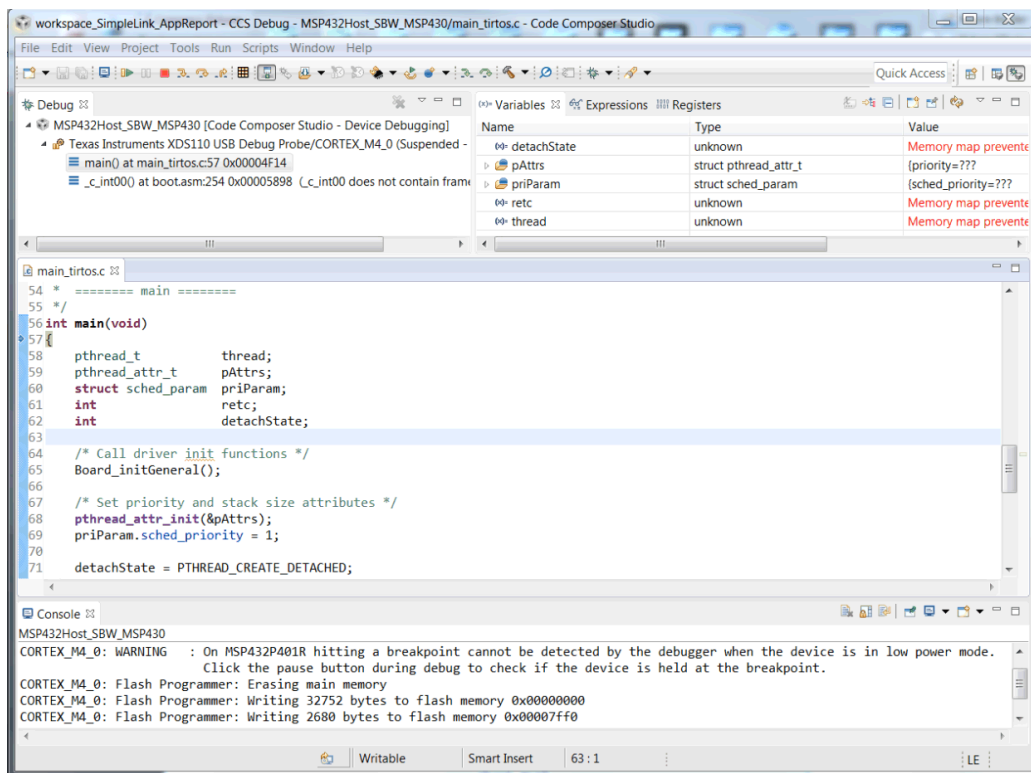 workspace_SimpleLink_AppReport - CCS Debug - MSP432Host_SBW_MSP430/main_tirtos.c - Code Composer Studio
File Edit View Project Tools Run Scripts Window Help
Quick Access
Debug
MSP432Host_SBW_MSP430 [Code Composer Studio - Device Debugging]
Texas Instruments XDS110 USB Debug Probe/CORTEX_M4_0 (Suspended -
main() at main_tirtos.c:57 0x00004F14
_c_int00() at boot.asm:254 0x00005898 (_c_int00 does not contain frame
(x)= Variables Expressions Registers
Name Type Value
(x)= detachState unknown Memory map prevente
pAttrs struct pthread_attr_t {priority=???
priParam struct sched_param {sched_priority=???
(x)= retc unknown Memory map prevente
(x)= thread unknown Memory map prevente
main_tirtos.c
54 * ======== main ========
55 */
56 int main(void)
57 {
58 pthread_t thread;
59 pthread_attr_t pAttrs;
60 struct sched_param priParam;
61 int retc;
62 int detachState;
63
64 /* Call driver init functions */
65 Board_initGeneral();
66
67 /* Set priority and stack size attributes */
68 pthread_attr_init(&pAttrs);
69 priParam.sched_priority = 1;
70
71 detachState = PTHREAD_CREATE_DETACHED;
Console
MSP432Host_SBW_MSP430
CORTEX_M4_0: WARNING : On MSP432P401R hitting a breakpoint cannot be detected by the debugger when the device is in low power mode.
Click the pause button during debug to check if the device is held at the breakpoint.
CORTEX_M4_0: Flash Programmer: Erasing main memory
CORTEX_M4_0: Flash Programmer: Writing 32752 bytes to flash memory 0x00000000
CORTEX_M4_0: Flash Programmer: Writing 2680 bytes to flash memory 0x00007ff0
Writable Smart Insert 63 : 1 LE